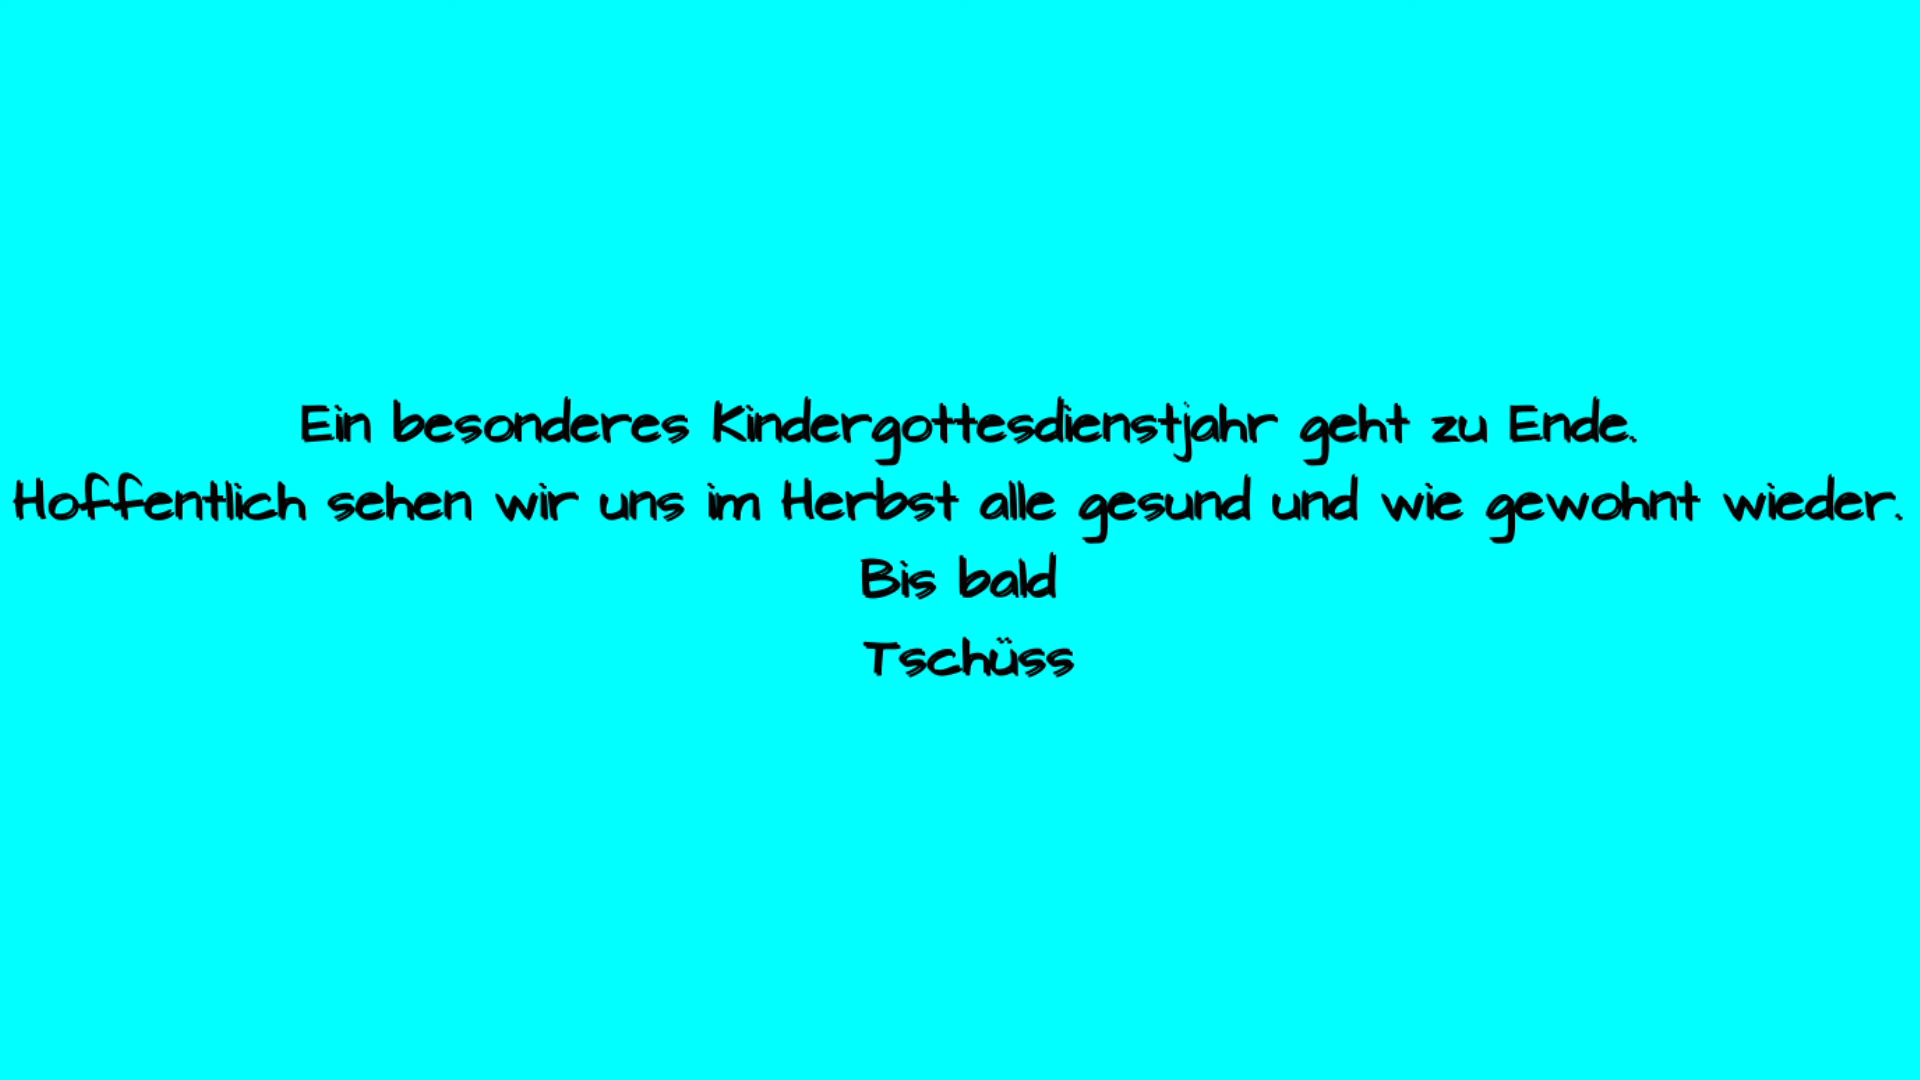 Ein besonderes Kindergottesdienstjahr geht zu Ende.
Hoffentlich sehen wir uns im Herbst alle gesund und wie gewohnt wieder.
Bis bald
Tschüss